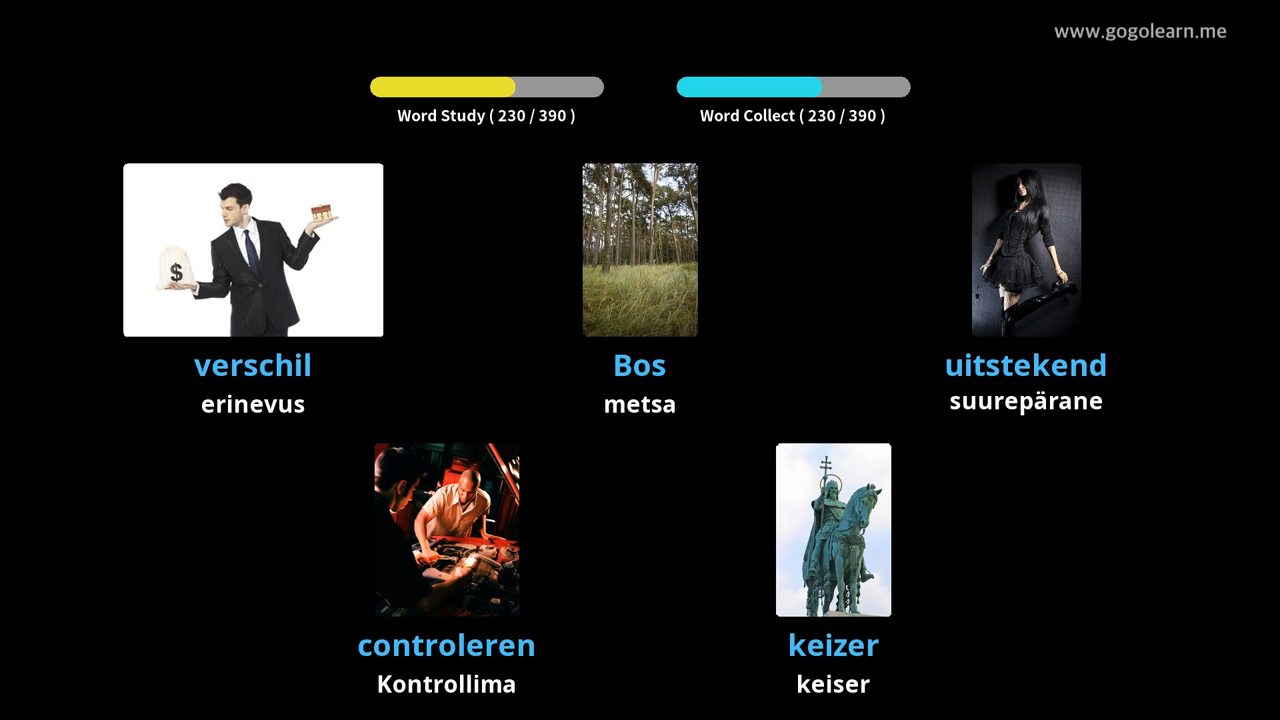 www.gogolearn.me
Word Study ( 230 / 390 )
Word Collect ( 230 / 390 )
$
verschil
erinevus
Bos
metsa
uitstekend
suurepärane
controleren
Kontrollima
keizer
keiser